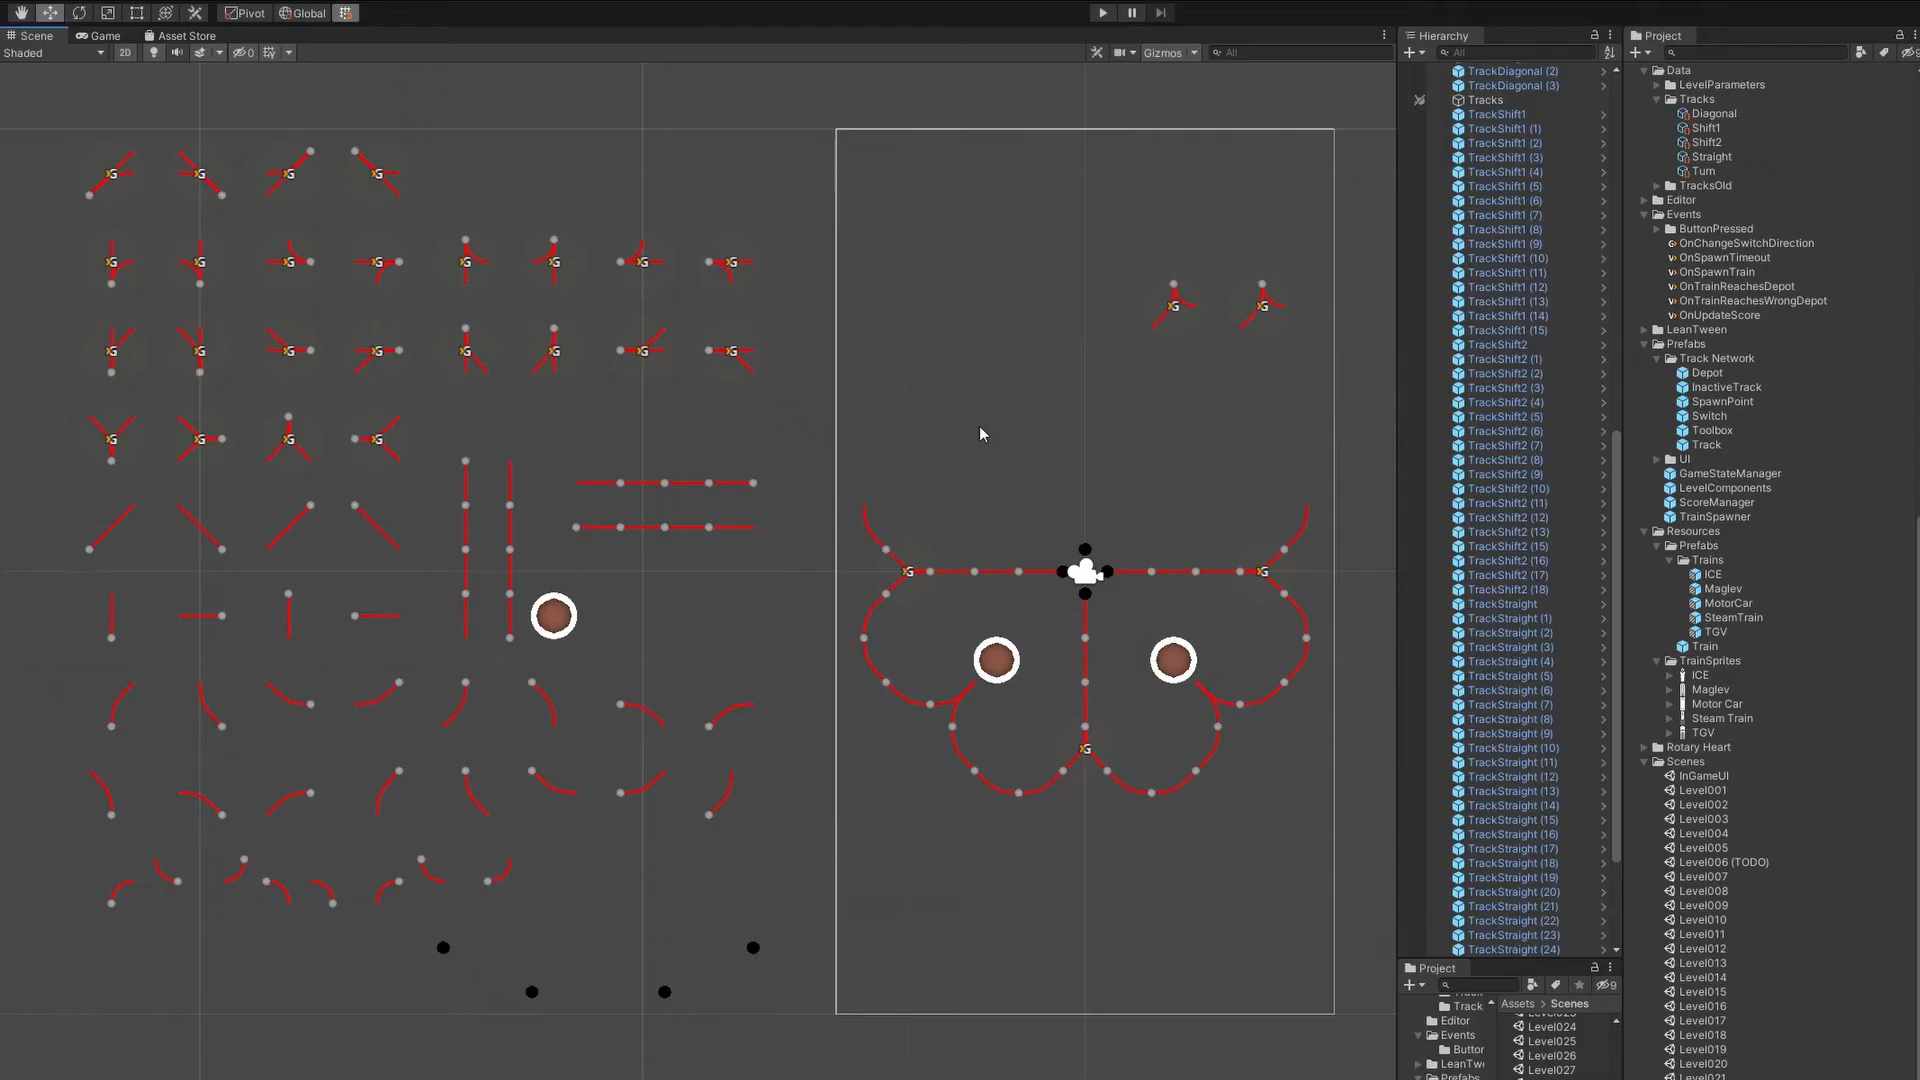 Pivot
Global
Scene
Game
Asset Store
Shaded
2D
0
Gizmos
All
Hierarchy
All
TrackDiagonal (2)
TrackDiagonal (3)
Tracks
TrackShift1
TrackShift1 (1)
TrackShift1 (2)
TrackShift1 (3)
TrackShift1 (4)
TrackShift1 (5)
TrackShift1 (6)
TrackShift1 (7)
TrackShift1 (8)
TrackShift1 (9)
TrackShift1 (10)
TrackShift1 (11)
TrackShift1 (12)
TrackShift1 (13)
TrackShift1 (14)
TrackShift1 (15)
TrackShift2
TrackShift2 (1)
TrackShift2 (2)
TrackShift2 (3)
TrackShift2 (4)
TrackShift2 (5)
TrackShift2 (6)
TrackShift2 (7)
TrackShift2 (8)
TrackShift2 (9)
TrackShift2 (10)
TrackShift2 (11)
TrackShift2 (12)
TrackShift2 (13)
TrackShift2 (15)
TrackShift2 (16)
TrackShift2 (17)
TrackShift2 (18)
TrackStraight
TrackStraight (1)
TrackStraight (2)
TrackStraight (3)
TrackStraight (4)
TrackStraight (5)
TrackStraight (6)
TrackStraight (7)
TrackStraight (8)
TrackStraight (9)
TrackStraight (10)
TrackStraight (11)
TrackStraight (12)
TrackStraight (13)
TrackStraight (14)
TrackStraight (15)
TrackStraight (16)
TrackStraight (17)
TrackStraight (18)
TrackStraight (19)
TrackStraight (20)
TrackStraight (21)
TrackStraight (22)
TrackStraight (23)
TrackStraight (24)
Project
9
Track
Editor
Events
Buttor
LeanTw
Prefabs
Assets > Scenes
Level024
Level025
Level026
Level027
Project
Data
LevelParameters
Tracks
Diagonal
Shift1
Shift2
Straight
Turn
TracksOld
Editor
Events
ButtonPressed
OnChangeSwitchDirection
OnSpawnTimeout
OnSpawnTrain
OnTrainReachesDepot
OnTrainReachesWrongDepot
OnUpdateScore
LeanTween
Prefabs
Track Network
Depot
InactiveTrack
SpawnPoint
Switch
Toolbox
Track
UI
GameStateManager
LevelComponents
ScoreManager
TrainSpawner
Resources
Prefabs
Trains
ICE
Maglev
MotorCar
SteamTrain
TGV
Train
TrainSprites
ICE
Maglev
Motor Car
Steam Train
TGV
Rotary Heart
Scenes
InGameUI
Level001
Level002
Level003
Level004
Level005
Level006 (TODO)
Level007
Level008
Level009
Level010
Level011
Level012
Level013
Level014
Level015
Level016
Level017
Level018
Level019
Level020